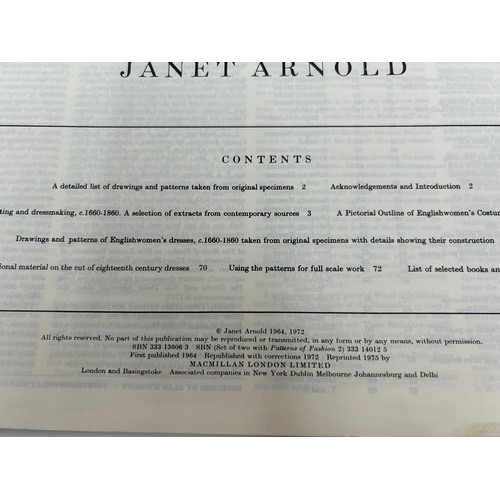 JANET ARNOLD
CONTENTS
A detailed list of drawings and patterns taken from original specimens 2 Acknowledgements and Introduction 2
ting and dressmaking, c.1660-1860. A selection of extracts from contemporary sources 3 A Pictorial Outline of Englishwomen's Costum
Drawings and patterns of Englishwomen's dresses, c.1660-1860 taken from original specimens with details showing their construction
ional material on the cut of eighteenth century dresses 70 Using the patterns for full scale work 72 List of selected books an
© Janet Arnold 1964, 1972
All rights reserved. No part of this publication may be reproduced or transmitted, in any form or by any means, without permission.
SBN 333 13606 3 SBN (Set of two with Patterns of Fashion 2) 333 14012 5
First published 1964 Republished with corrections 1972 Reprinted 1975 by
MACMILLAN LONDON LIMITED
London and Basingstoke Associated companies in New York Dublin Melbourne Johannesburg and Delhi